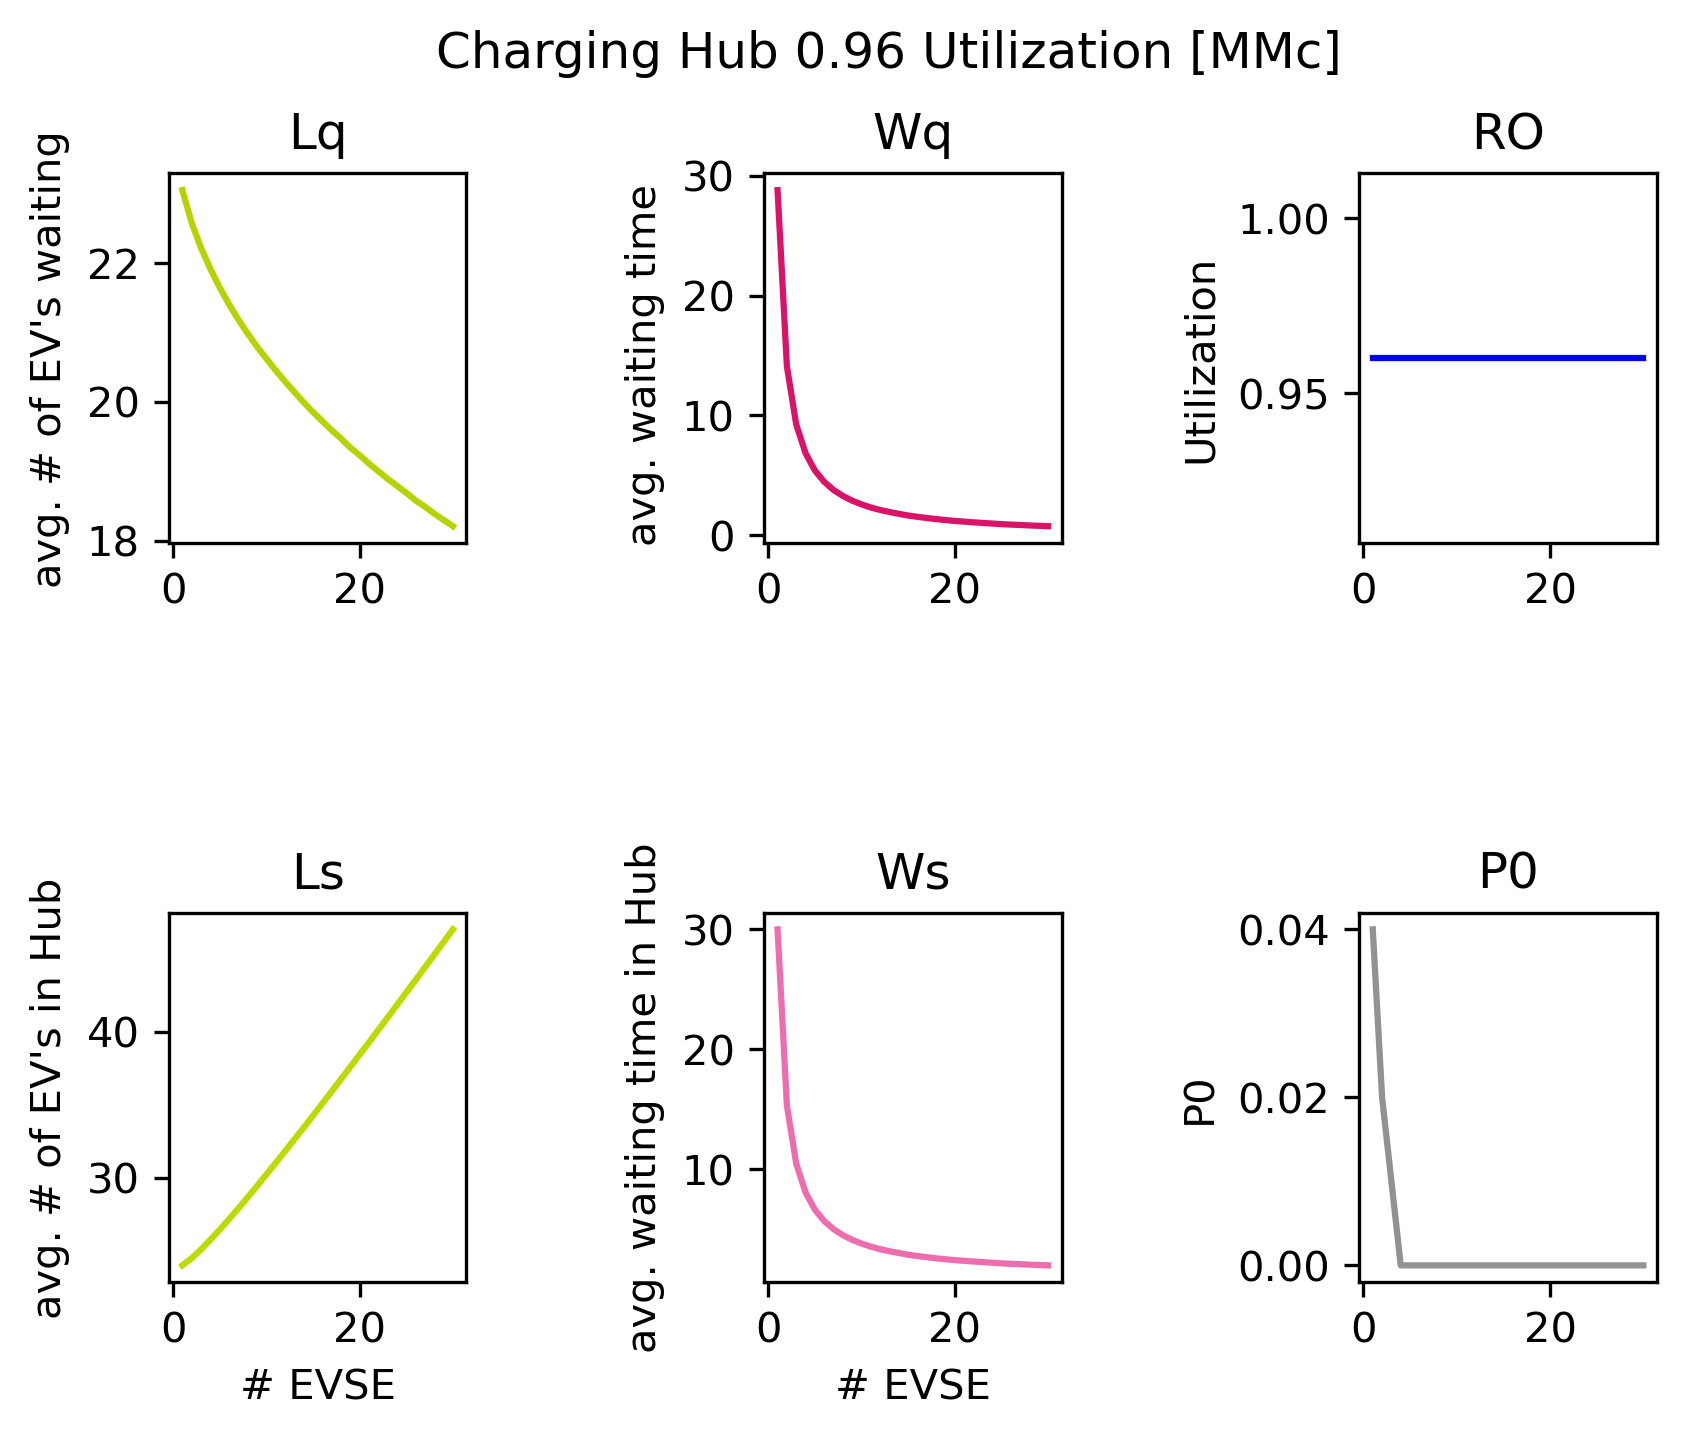 Charging Hub 0.96 Utilization [MMc]
Lq
avg. # of EV's waiting
22
20
18
0 20
Wq
avg. waiting time
30
20
10
0
0 20
RO
Utilization
1.00
0.95
0 20
Ls
avg. # of EV's in Hub
40
30
0 20
# EVSE
Ws
avg. waiting time in Hub
30
20
10
0 20
# EVSE
P0
P0
0.04
0.02
0.00
0 20